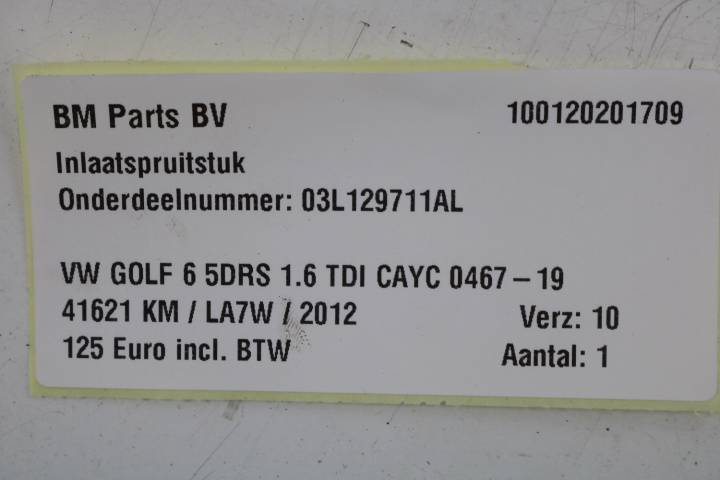 BM Parts BV 100120201709
Inlaatspruitstuk
Onderdeelnummer: 03L129711AL
VW GOLF 6 5DRS 1.6 TDI CAYC 0467 – 19
41621 KM / LA7W / 2012 Verz: 10
125 Euro incl. BTW Aantal: 1